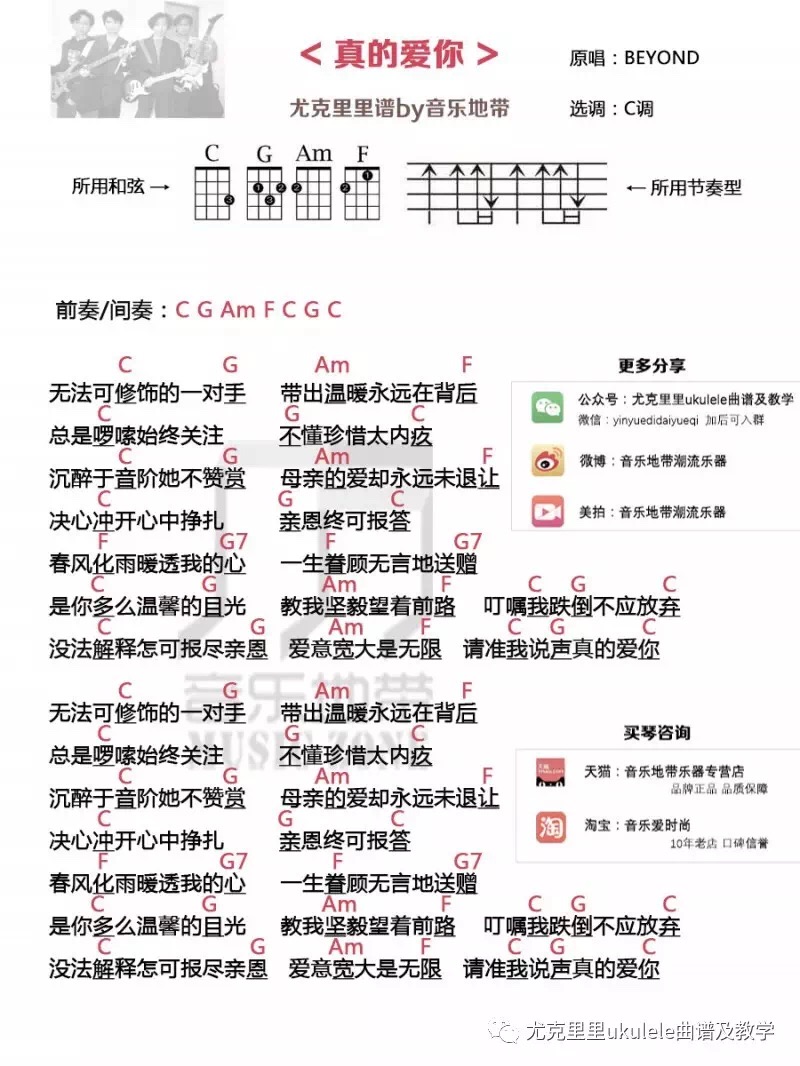 < 真的爱你 >
原唱：BEYOND
尤克里里谱by音乐地带
选调：C调
所用和弦→
C G Am F
←所用节奏型
前奏/间奏：C G Am F C G C
C G Am F
无法可修饰的一对手 带出温暖永远在背后
C G C
总是啰嗦始终关注 不懂珍惜太内疚
C G Am F
沉醉于音阶她不赞赏 母亲的爱却永远未退让
C G C
决心冲开心中挣扎 亲恩终可报答
F G7 F G7
春风化雨暖透我的心 一生眷顾无言地送赠
C G Am F C G C
是你多么温馨的目光 教我坚毅望着前路 叮嘱我跌倒不应放弃
C G Am F C G C
没法解释怎可报尽亲恩 爱意宽大是无限 请准我说声真的爱你
C G Am F
无法可修饰的一对手 带出温暖永远在背后
C G C
总是啰嗦始终关注 不懂珍惜太内疚
C G Am F
沉醉于音阶她不赞赏 母亲的爱却永远未退让
C G C
决心冲开心中挣扎 亲恩终可报答
F G7 F G7
春风化雨暖透我的心 一生眷顾无言地送赠
C G Am F C G C
是你多么温馨的目光 教我坚毅望着前路 叮嘱我跌倒不应放弃
C G Am F C G C
没法解释怎可报尽亲恩 爱意宽大是无限 请准我说声真的爱你
更多分享
公众号：尤克里里ukulele曲谱及教学
微信：yinyuedidaiyueqi 加后可入群
微博：音乐地带潮流乐器
美拍：音乐地带潮流乐器
买琴咨询
天猫：音乐地带乐器专营店
品牌正品 品质保障
淘
淘宝：音乐爱时尚
10年老店 口碑信誉
音乐地带
MUSIC ZONE
尤克里里ukulele曲谱及教学